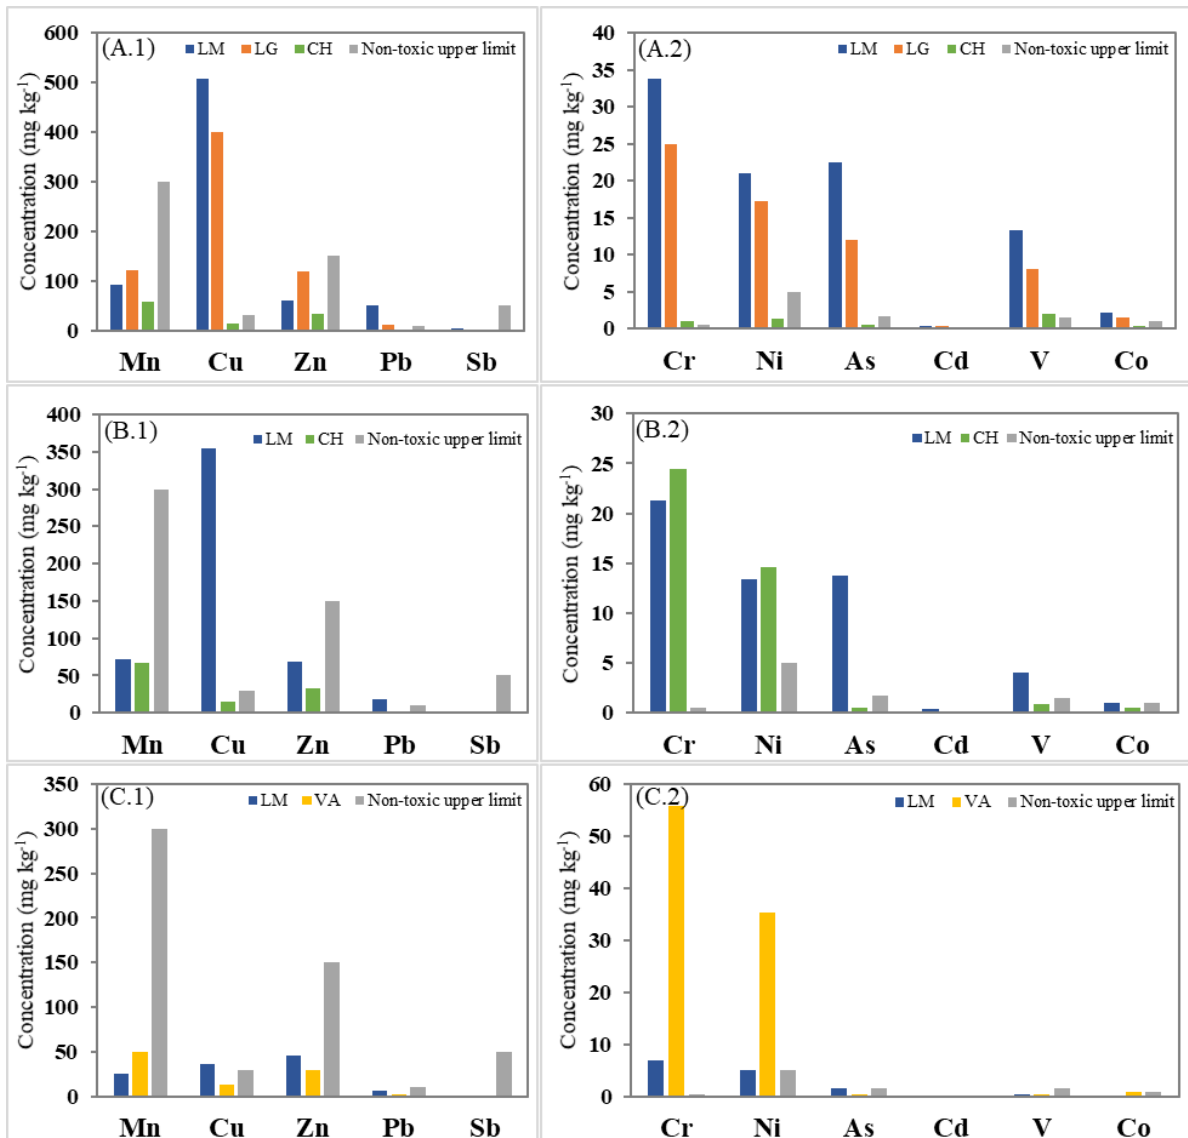 (A.1)
LM LG CH Non-toxic upper limit
Concentration (mg kg-1)
600
500
400
300
200
100
0
Mn Cu Zn Pb Sb
(A.2)
LM LG CH Non-toxic upper limit
Concentration (mg kg-1)
40
35
30
25
20
15
10
5
0
Cr Ni As Cd V Co
(B.1)
LM CH Non-toxic upper limit
Concentration (mg kg-1)
400
350
300
250
200
150
100
50
0
Mn Cu Zn Pb Sb
(B.2)
LM CH Non-toxic upper limit
Concentration (mg kg-1)
30
25
20
15
10
5
0
Cr Ni As Cd V Co
(C.1)
LM VA Non-toxic upper limit
Concentration (mg kg-1)
350
300
250
200
150
100
50
0
Mn Cu Zn Pb Sb
(C.2)
LM VA Non-toxic upper limit
Concentration (mg kg-1)
60
50
40
30
20
10
0
Cr Ni As Cd V Co